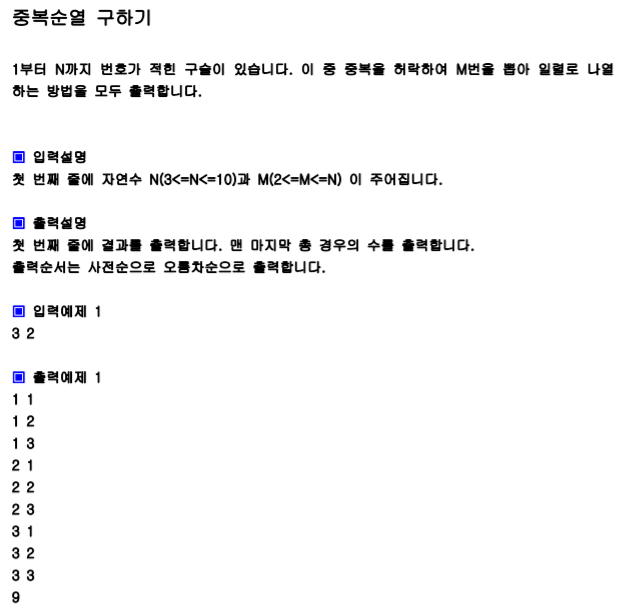 중복순열 구하기
1부터 N까지 번호가 적힌 구슬이 있습니다. 이 중 중복을 허락하여 M번을 뽑아 일렬로 나열
하는 방법을 모두 출력합니다.
▣ 입력설명
첫 번째 줄에 자연수 N(3<=N<=10)과 M(2<=M<=N) 이 주어집니다.
▣ 출력설명
첫 번째 줄에 결과를 출력합니다. 맨 마지막 총 경우의 수를 출력합니다.
출력순서는 사전순으로 오름차순으로 출력합니다.
▣ 입력예제 1
3 2
▣ 출력예제 1
1 1
1 2
1 3
2 1
2 2
2 3
3 1
3 2
3 3
9